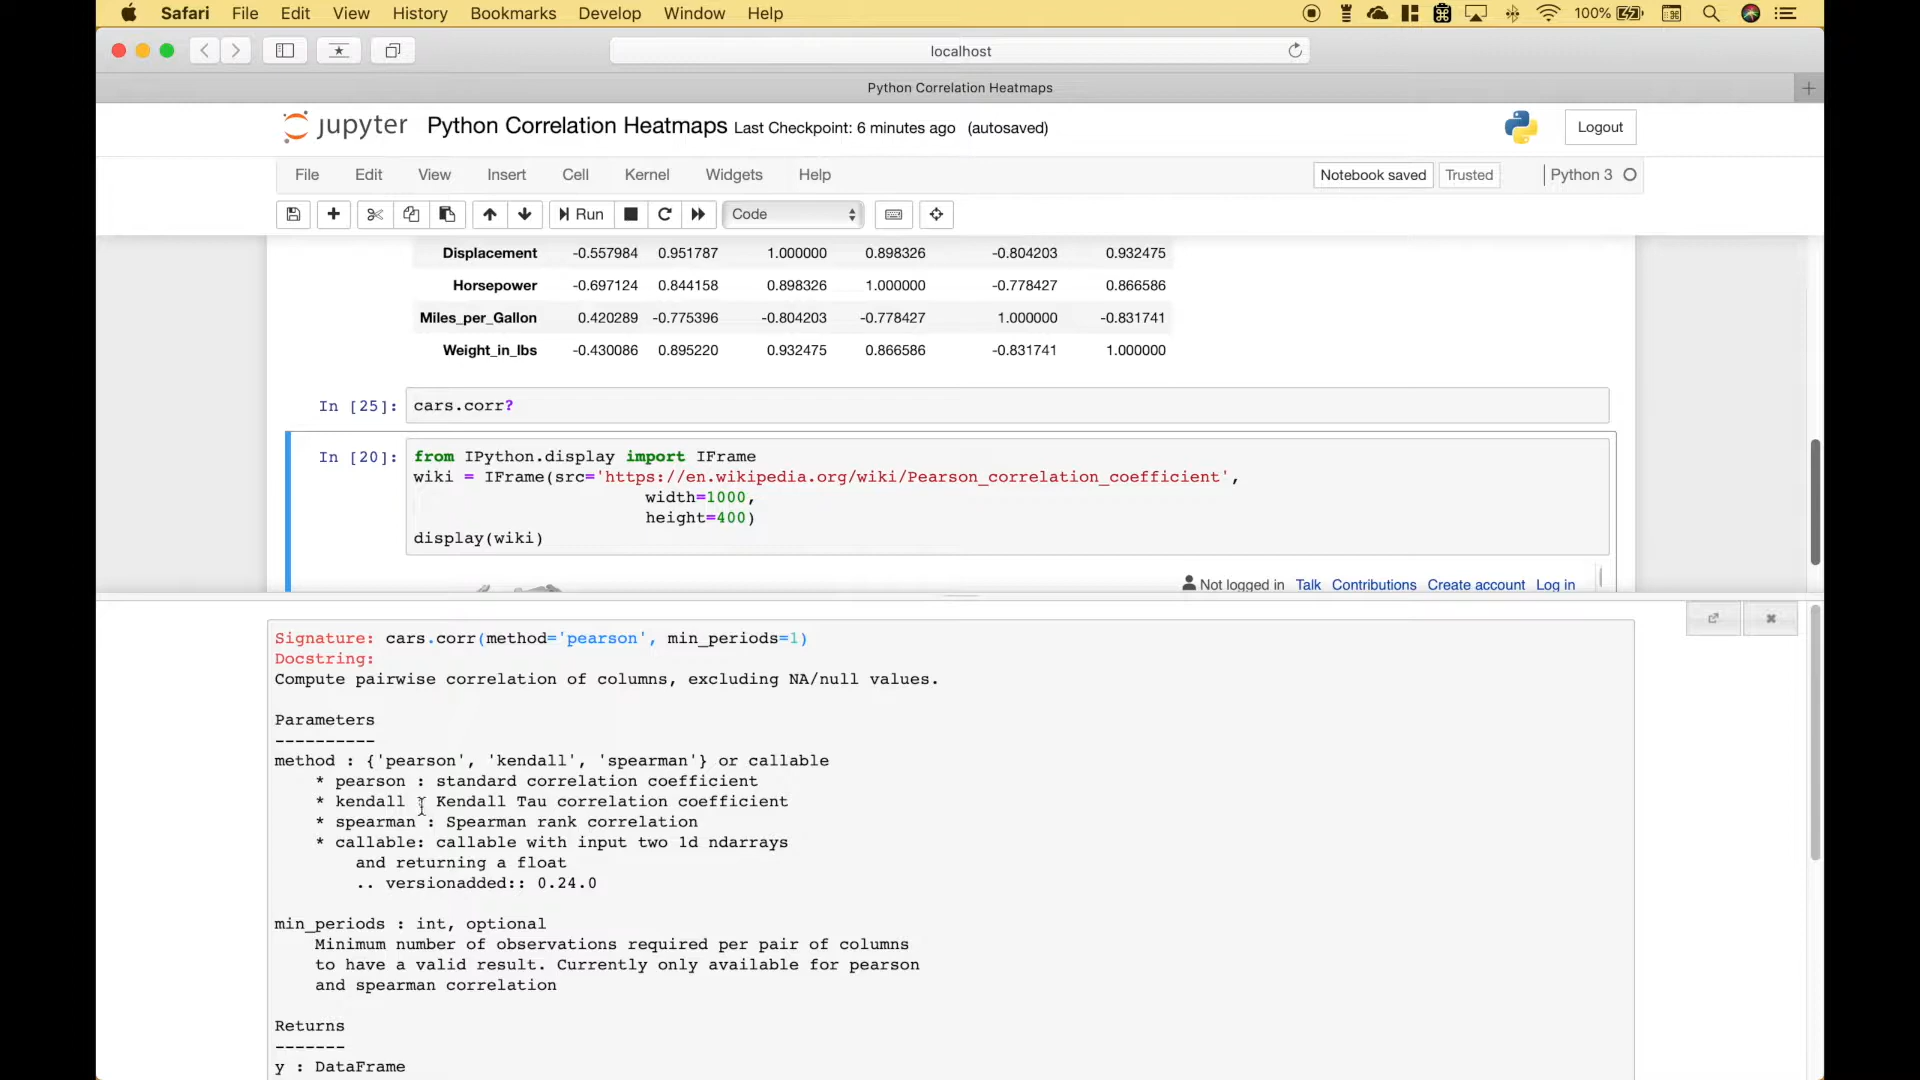 Safari File Edit View History Bookmarks Develop Window Help 100%
localhost
Python Correlation Heatmaps
jupyter Python Correlation Heatmaps Last Checkpoint: 6 minutes ago (autosaved) Logout
File Edit View Insert Cell Kernel Widgets Help Notebook saved Trusted Python 3
Run Code
Displacement -0.557984 0.951787 1.000000 0.898326 -0.804203 0.932475
Horsepower -0.697124 0.844158 0.898326 1.000000 -0.778427 0.866586
Miles_per_Gallon 0.420289 -0.775396 -0.804203 -0.778427 1.000000 -0.831741
Weight_in_lbs -0.430086 0.895220 0.932475 0.866586 -0.831741 1.000000
In [25]: cars.corr?
In [20]: from IPython.display import IFrame
wiki = IFrame(src='https://en.wikipedia.org/wiki/Pearson_correlation_coefficient',
width=1000,
height=400)
display(wiki)
Not logged in Talk Contributions Create account Log in
Signature: cars.corr(method='pearson', min_periods=1)
Docstring:
Compute pairwise correlation of columns, excluding NA/null values.
Parameters
----------
method : {'pearson', 'kendall', 'spearman'} or callable
* pearson : standard correlation coefficient
* kendall : Kendall Tau correlation coefficient
* spearman : Spearman rank correlation
* callable: callable with input two 1d ndarrays
and returning a float
.. versionadded:: 0.24.0
min_periods : int, optional
Minimum number of observations required per pair of columns
to have a valid result. Currently only available for pearson
and spearman correlation
Returns
-------
y : DataFrame